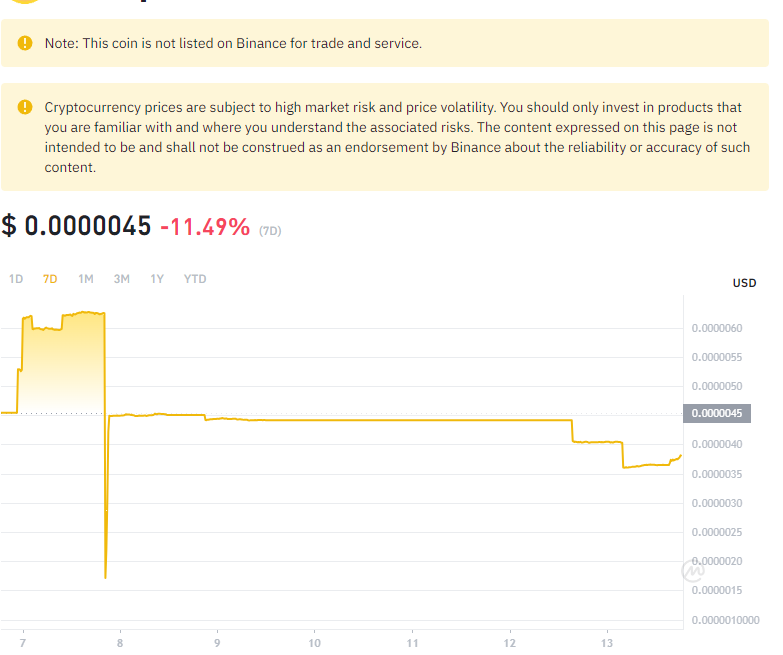 Note: This coin is not listed on Binance for trade and service.
Cryptocurrency prices are subject to high market risk and price volatility. You should only invest in products that
you are familiar with and where you understand the associated risks. The content expressed on this page is not
intended to be and shall not be construed as an endorsement by Binance about the reliability or accuracy of such
content.
$ 0.0000045 -11.49% (7D)
1D 7D 1M 3M 1Y YTD
USD
0.0000060
0.0000055
0.0000050
0.0000045
0.0000040
0.0000035
0.0000030
0.0000025
0.0000020
0.0000015
0.0000010000
7 8 9 10 11 12 13